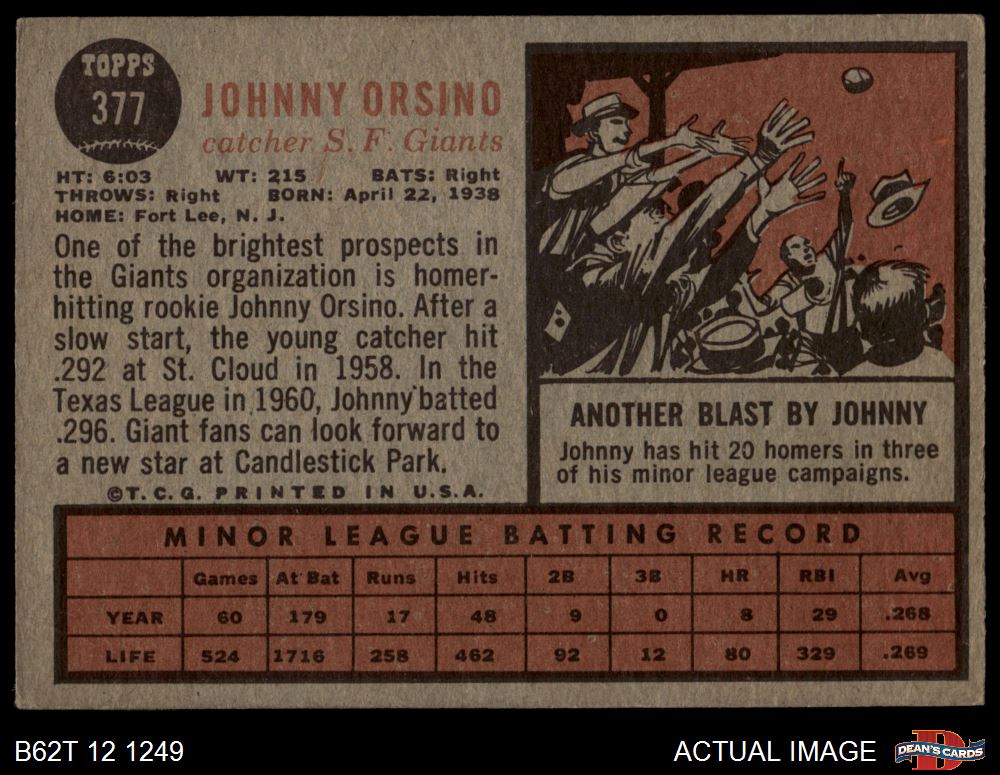 TOPPS
377
JOHNNY ORSINO
catcher S. F. Giants
HT: 6:03 WT: 215 BATS: Right
THROWS: Right BORN: April 22, 1938
HOME: Fort Lee, N. J.
One of the brightest prospects in
the Giants organization is homer-
hitting rookie Johnny Orsino. After a
slow start, the young catcher hit
.292 at St. Cloud in 1958. In the
Texas League in 1960, Johnny batted
.296. Giant fans can look forward to
a new star at Candlestick Park.
©T. C. G. PRINTED IN U. S. A.
ANOTHER BLAST BY JOHNNY
Johnny has hit 20 homers in three
of his minor league campaigns.
MINOR LEAGUE BATTING RECORD
Games At Bat Runs Hits 2B 3B HR RBI Avg
YEAR 60 179 17 48 9 0 8 29 .268
LIFE 524 1716 258 462 92 12 80 329 .269
B62T 12 1249
ACTUAL IMAGE
DEAN'S CARDS